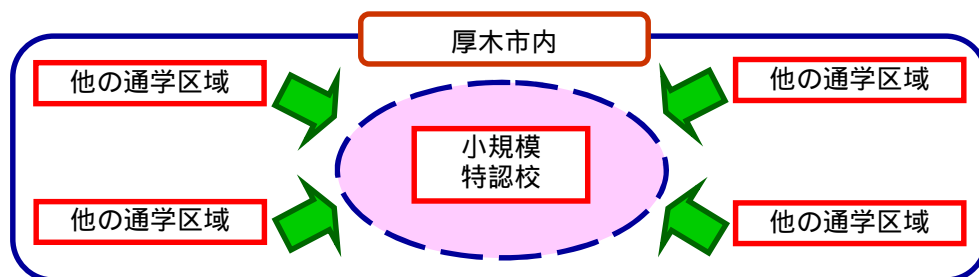 厚木市内
他の通学区域
他の通学区域
小規模
特認校
他の通学区域
他の通学区域